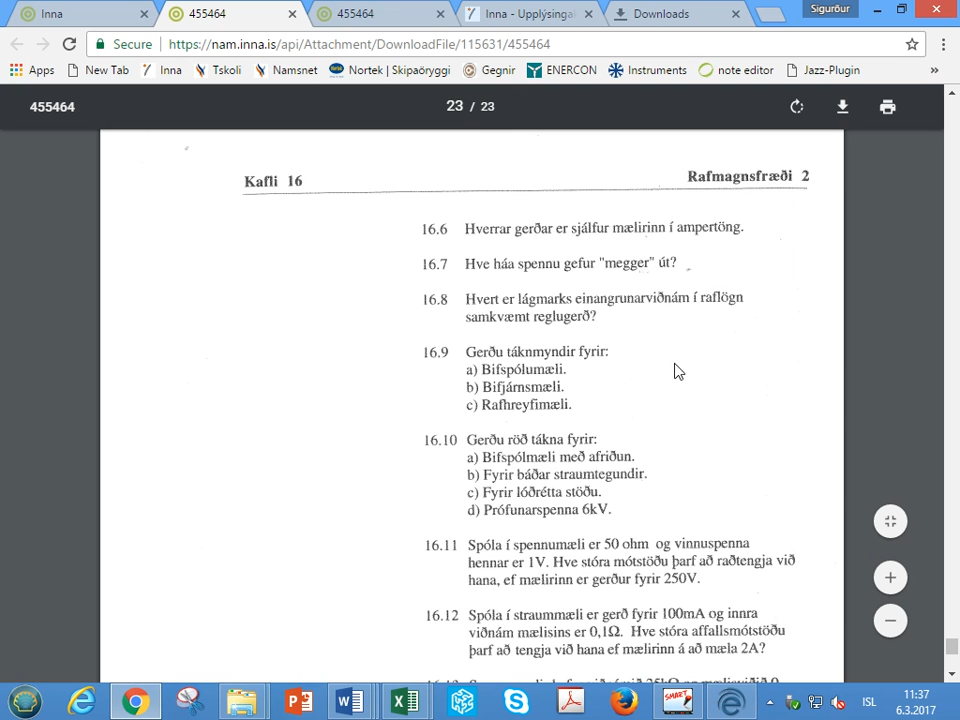 Inna
455464
455464
Inna - Upplýsinga
Downloads
Sigurður
Secure
https://nam.inna.is/api/Attachment/DownloadFile/115631/455464
Apps
New Tab
Inna
Tskoli
Namsnet
Nortek | Skipaöryggi
Gegnir
ENERCON
Instruments
note editor
Jazz-Plugin
»
455464
23 / 23
Kafli 16
Rafmagnsfræði 2
16.6 Hverrar gerðar er sjálfur mælirinn í ampertöng.
16.7 Hve háa spennu gefur "megger" út?
16.8 Hvert er lágmarks einangrunarviðnám í raflögn
samkvæmt reglugerð?
16.9 Gerðu táknmyndir fyrir:
a) Bifspólumæli.
b) Bifjárnsmæli.
c) Rafhreyfimæli.
16.10 Gerðu röð tákna fyrir:
a) Bifspólmæli með afriðun.
b) Fyrir báðar straumtegundir.
c) Fyrir lóðrétta stöðu.
d) Prófunarspenna 6kV.
16.11 Spóla í spennumæli er 50 ohm og vinnuspenna
hennar er 1V. Hve stóra mótstöðu þarf að raðtengja við
hana, ef mælirinn er gerður fyrir 250V.
16.12 Spóla í straummæli er gerð fyrir 100mA og innra
viðnám mælisins er 0,1Ω. Hve stóra affallsmótstöðu
þarf að tengja við hana ef mælirinn á að mæla 2A?
SMART
ISL
11:37
6.3.2017